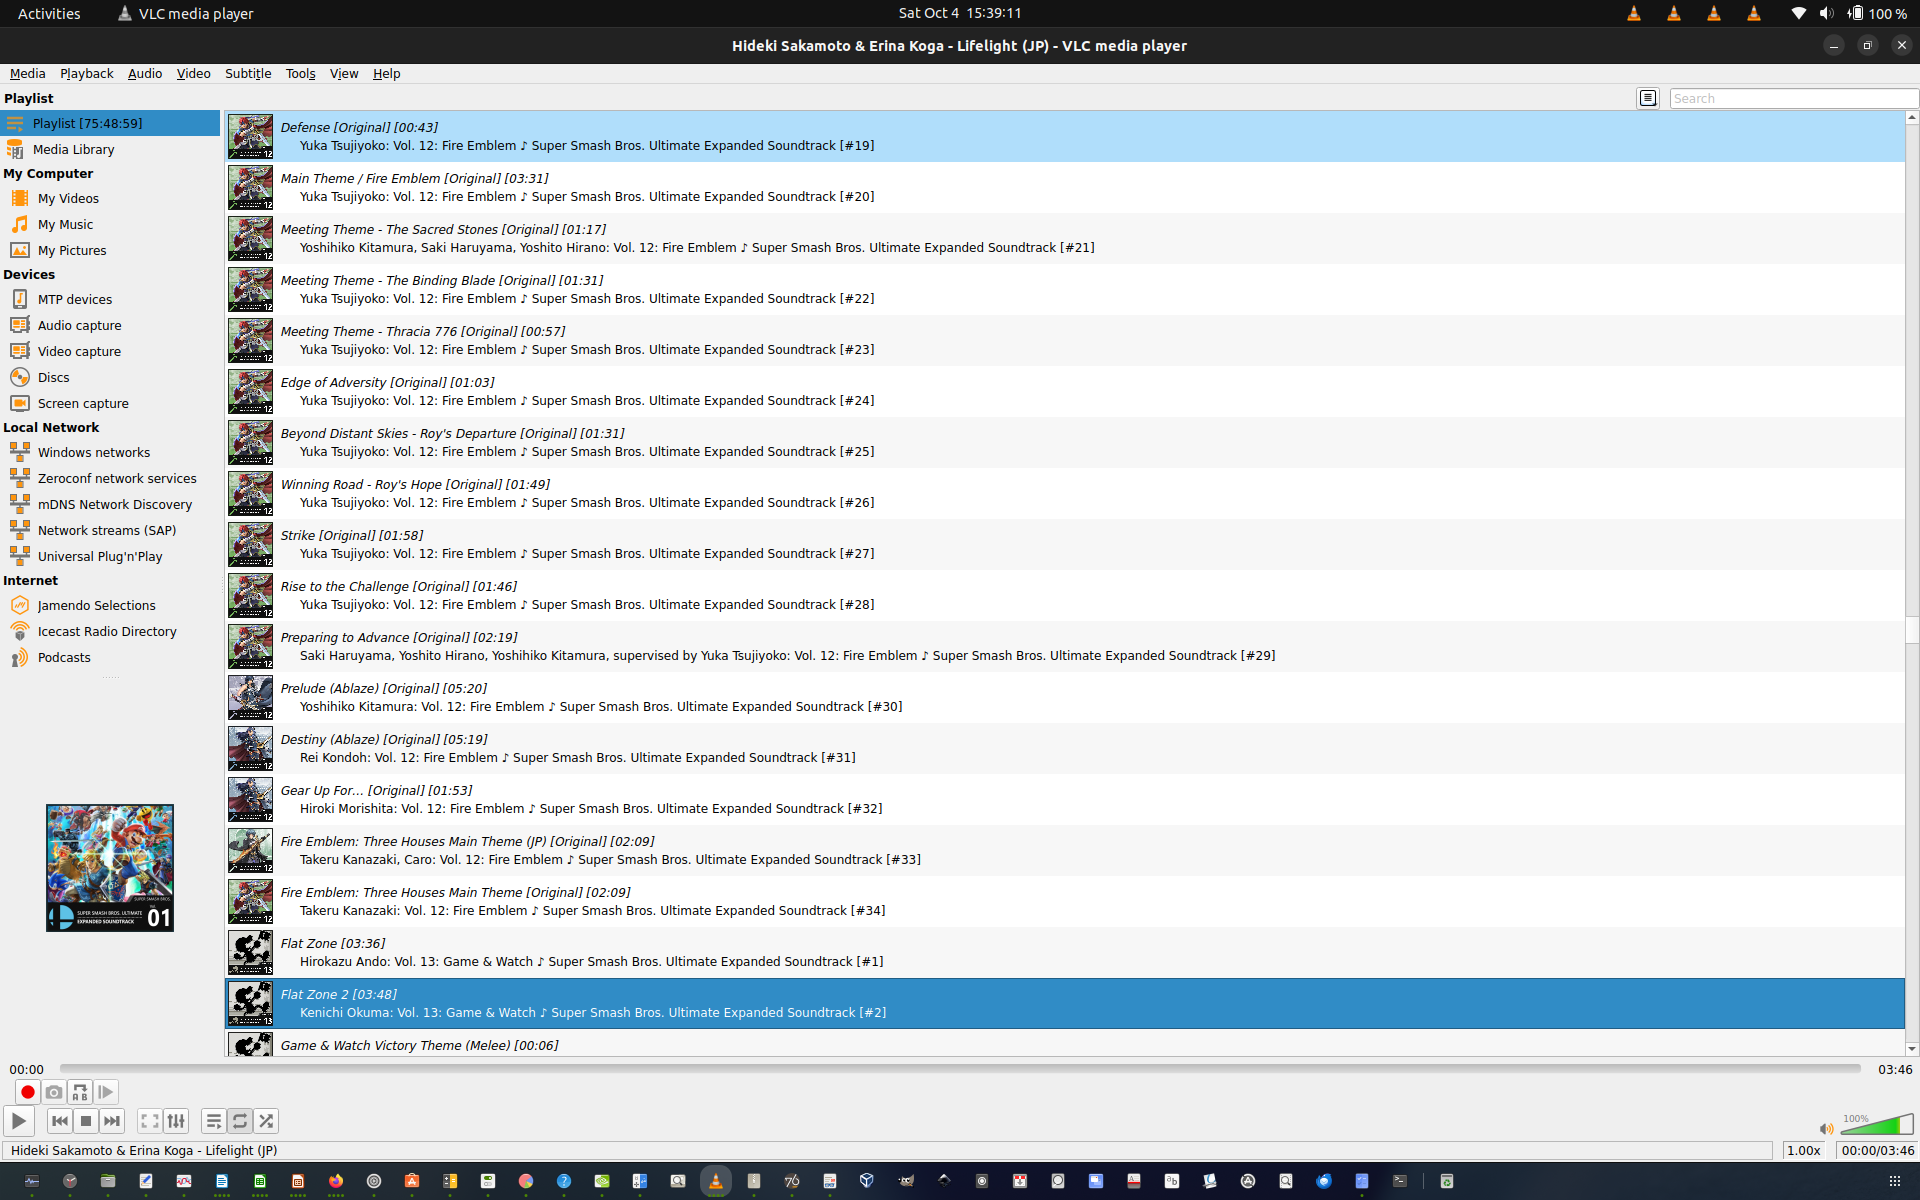 Activities
VLC media player
Sat Oct 4  15:39:11
100 %
Hideki Sakamoto & Erina Koga - Lifelight (JP) - VLC media player
Media Playback Audio Video Subtitle Tools View Help
Playlist
Search
Playlist [75:48:59]
Media Library
My Computer
My Videos
My Music
My Pictures
Devices
MTP devices
Audio capture
Video capture
Discs
Screen capture
Local Network
Windows networks
Zeroconf network services
mDNS Network Discovery
Network streams (SAP)
Universal Plug'n'Play
Internet
Jamendo Selections
Icecast Radio Directory
Podcasts
SUPER SMASH BROS. ULTIMATE
EXPANDED SOUNDTRACK
01
Defense [Original] [00:43]
Yuka Tsujiyoko: Vol. 12: Fire Emblem ♪ Super Smash Bros. Ultimate Expanded Soundtrack [#19]
Main Theme / Fire Emblem [Original] [03:31]
Yuka Tsujiyoko: Vol. 12: Fire Emblem ♪ Super Smash Bros. Ultimate Expanded Soundtrack [#20]
Meeting Theme - The Sacred Stones [Original] [01:17]
Yoshihiko Kitamura, Saki Haruyama, Yoshito Hirano: Vol. 12: Fire Emblem ♪ Super Smash Bros. Ultimate Expanded Soundtrack [#21]
Meeting Theme - The Binding Blade [Original] [01:31]
Yuka Tsujiyoko: Vol. 12: Fire Emblem ♪ Super Smash Bros. Ultimate Expanded Soundtrack [#22]
Meeting Theme - Thracia 776 [Original] [00:57]
Yuka Tsujiyoko: Vol. 12: Fire Emblem ♪ Super Smash Bros. Ultimate Expanded Soundtrack [#23]
Edge of Adversity [Original] [01:03]
Yuka Tsujiyoko: Vol. 12: Fire Emblem ♪ Super Smash Bros. Ultimate Expanded Soundtrack [#24]
Beyond Distant Skies - Roy's Departure [Original] [01:31]
Yuka Tsujiyoko: Vol. 12: Fire Emblem ♪ Super Smash Bros. Ultimate Expanded Soundtrack [#25]
Winning Road - Roy's Hope [Original] [01:49]
Yuka Tsujiyoko: Vol. 12: Fire Emblem ♪ Super Smash Bros. Ultimate Expanded Soundtrack [#26]
Strike [Original] [01:58]
Yuka Tsujiyoko: Vol. 12: Fire Emblem ♪ Super Smash Bros. Ultimate Expanded Soundtrack [#27]
Rise to the Challenge [Original] [01:46]
Yuka Tsujiyoko: Vol. 12: Fire Emblem ♪ Super Smash Bros. Ultimate Expanded Soundtrack [#28]
Preparing to Advance [Original] [02:19]
Saki Haruyama, Yoshito Hirano, Yoshihiko Kitamura, supervised by Yuka Tsujiyoko: Vol. 12: Fire Emblem ♪ Super Smash Bros. Ultimate Expanded Soundtrack [#29]
Prelude (Ablaze) [Original] [05:20]
Yoshihiko Kitamura: Vol. 12: Fire Emblem ♪ Super Smash Bros. Ultimate Expanded Soundtrack [#30]
Destiny (Ablaze) [Original] [05:19]
Rei Kondoh: Vol. 12: Fire Emblem ♪ Super Smash Bros. Ultimate Expanded Soundtrack [#31]
Gear Up For... [Original] [01:53]
Hiroki Morishita: Vol. 12: Fire Emblem ♪ Super Smash Bros. Ultimate Expanded Soundtrack [#32]
Fire Emblem: Three Houses Main Theme (JP) [Original] [02:09]
Takeru Kanazaki, Caro: Vol. 12: Fire Emblem ♪ Super Smash Bros. Ultimate Expanded Soundtrack [#33]
Fire Emblem: Three Houses Main Theme [Original] [02:09]
Takeru Kanazaki: Vol. 12: Fire Emblem ♪ Super Smash Bros. Ultimate Expanded Soundtrack [#34]
Flat Zone [03:36]
Hirokazu Ando: Vol. 13: Game & Watch ♪ Super Smash Bros. Ultimate Expanded Soundtrack [#1]
Flat Zone 2 [03:48]
Kenichi Okuma: Vol. 13: Game & Watch ♪ Super Smash Bros. Ultimate Expanded Soundtrack [#2]
Game & Watch Victory Theme (Melee) [00:06]
00:00
03:46
100%
Hideki Sakamoto & Erina Koga - Lifelight (JP)
1.00x
00:00/03:46